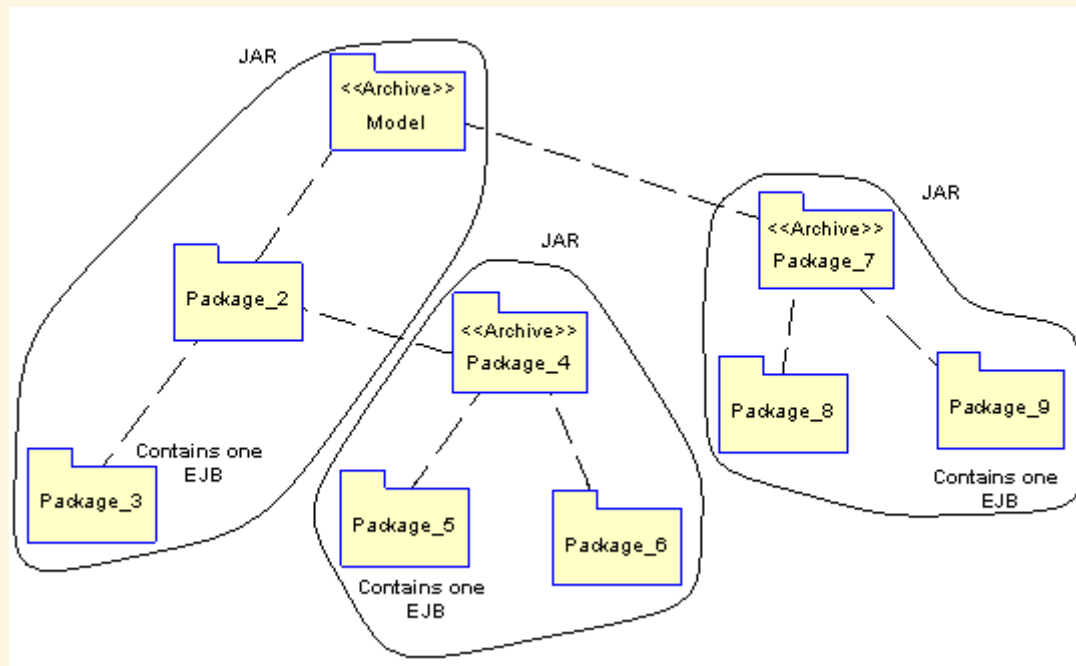 JAR
<<Archive>>
Model
JAR
<<Archive>>
Package_7
JAR
Package_2
<<Archive>>
Package_4
Package_8
Package_9
Contains one
EJB
Package_3
Contains one
EJB
Package_5
Package_6
Contains one
EJB